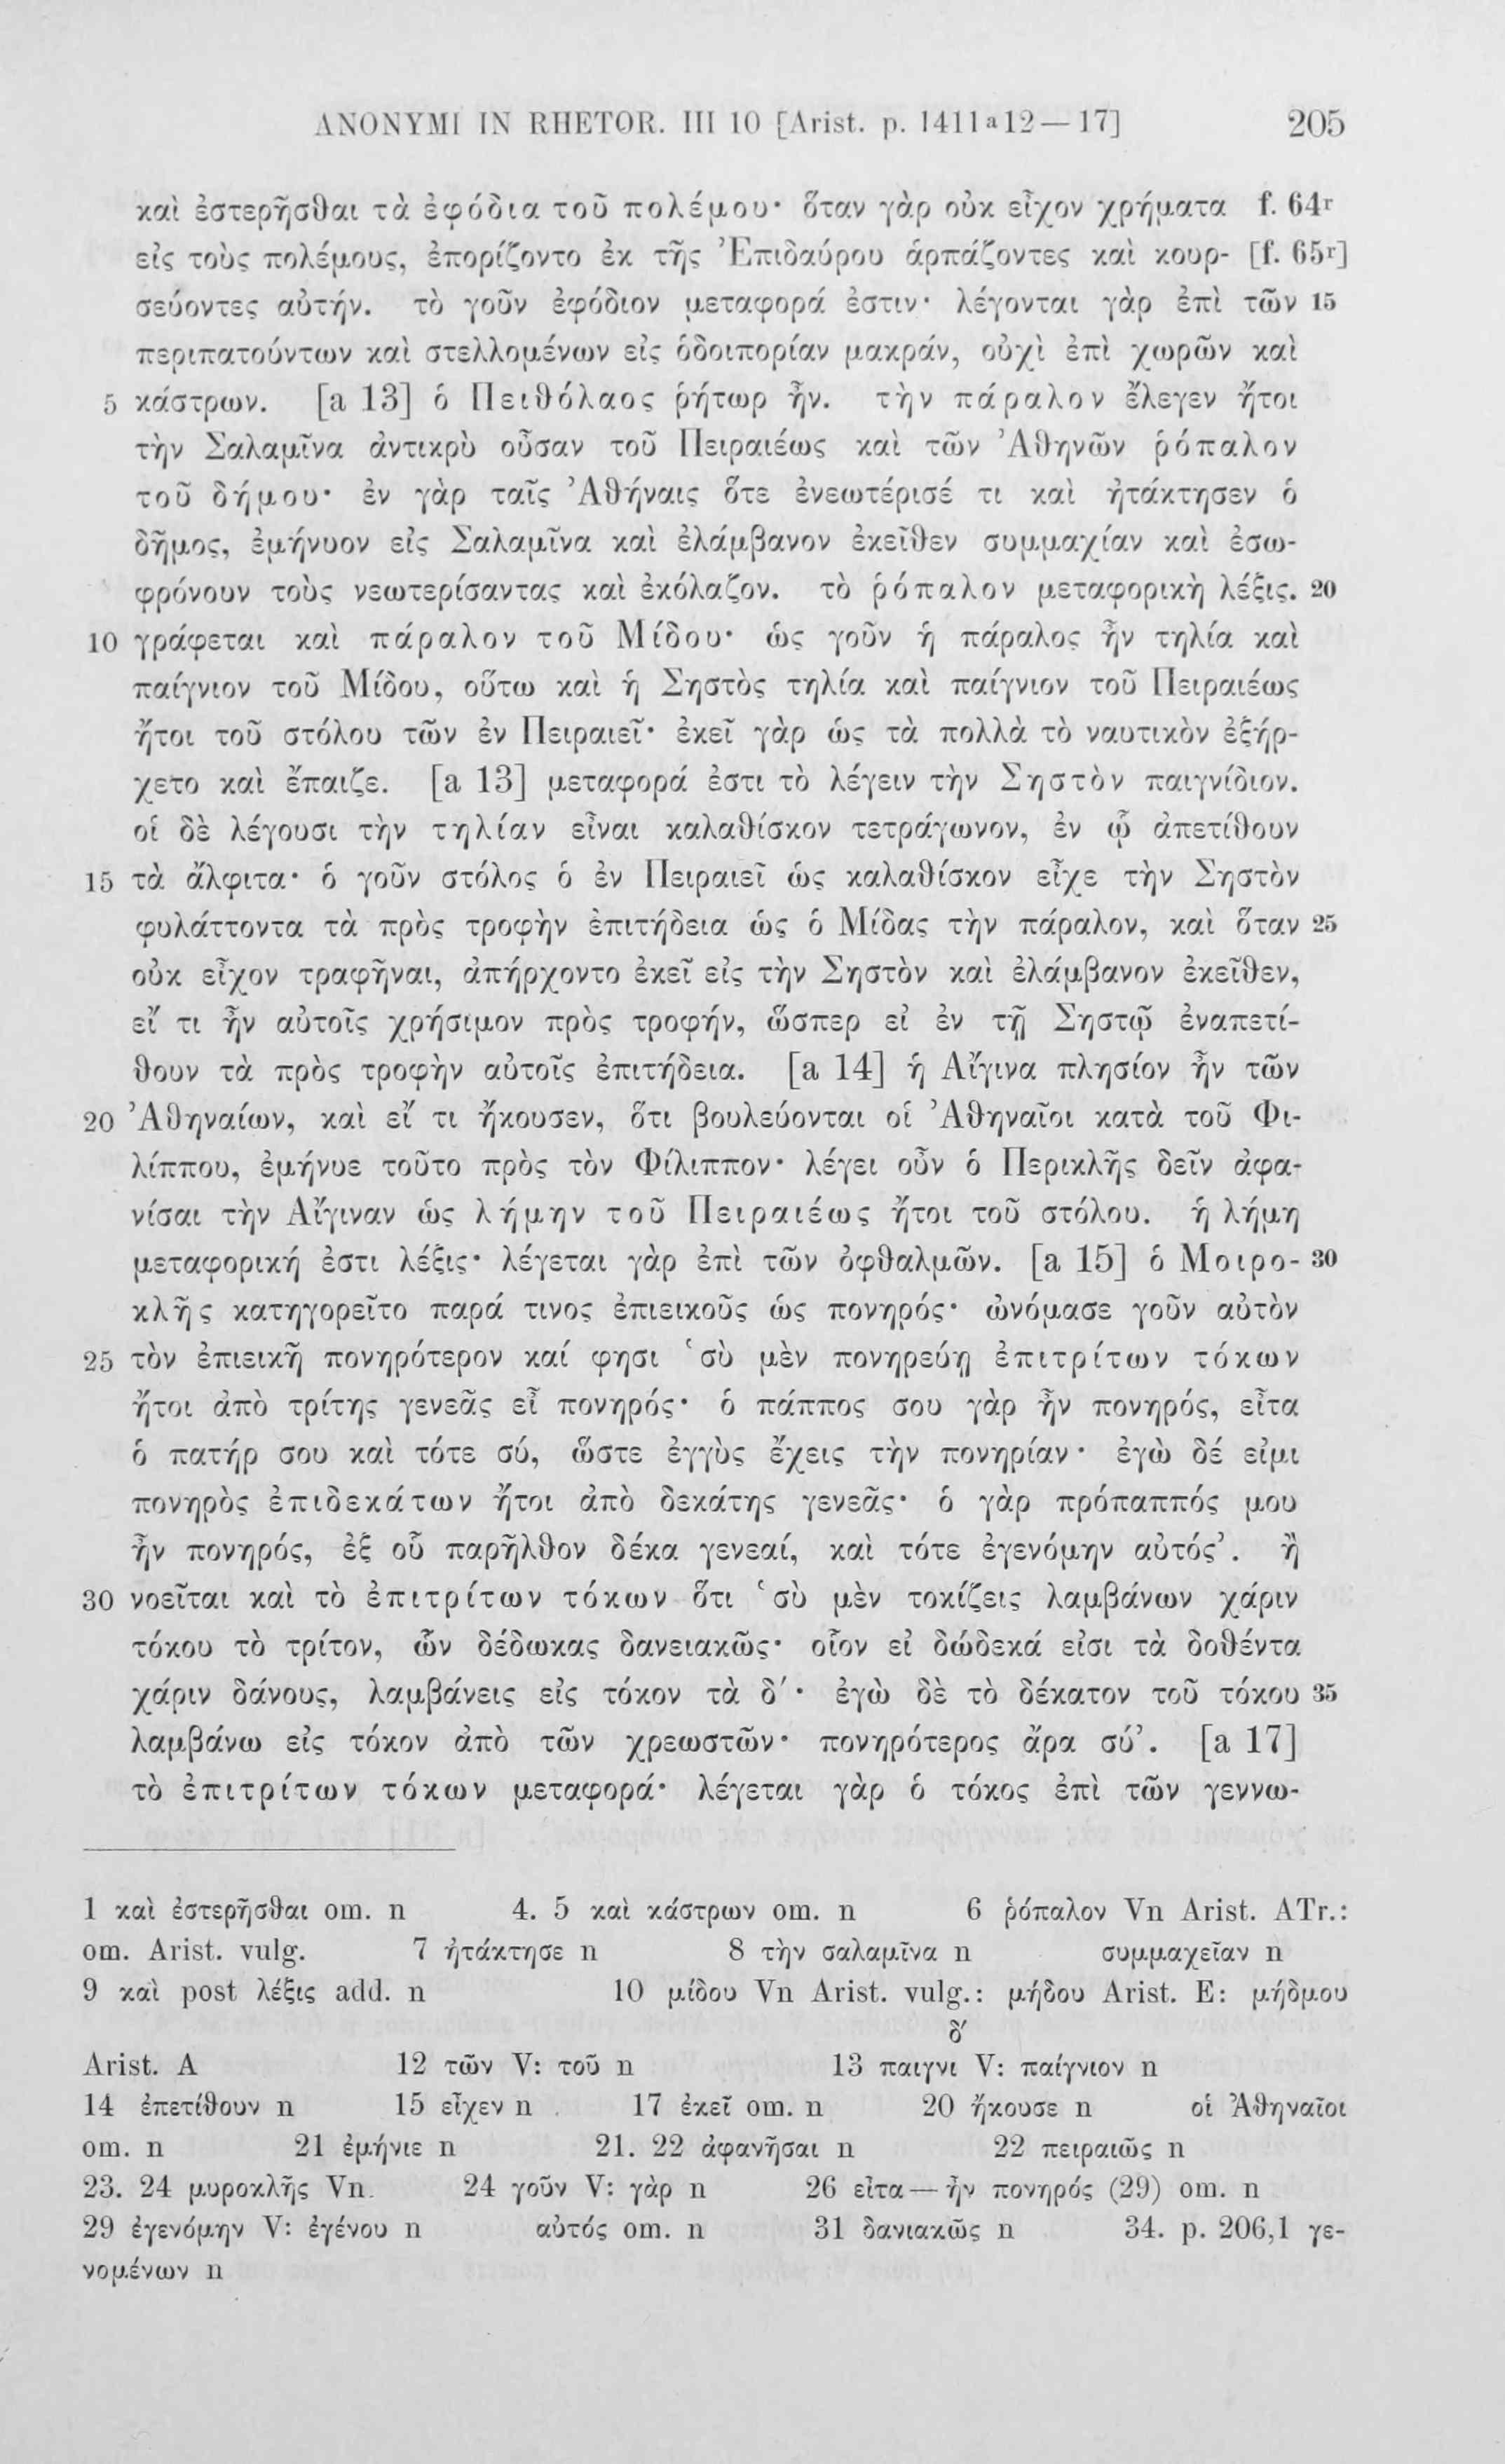 ANONYMI IN RHETOR. III 10 [Arist. p. 1411a12—17] 205
καὶ ἐστερῆσθαι τὰ ἐφόδια τοῦ πολέμου· ὅταν γὰρ οὐκ εἶχον χρήματα f. 64r
εἰς τοὺς πολέμους, ἐπορίζοντο ἐκ τῆς Ἐπιδαύρου ἁρπάζοντες καὶ κουρ- [f. 65r]
σεύοντες αὐτήν. τὸ γοῦν ἐφόδιον μεταφορά ἐστιν· λέγονται γὰρ ἐπὶ τῶν 15
περιπατούντων καὶ στελλομένων εἰς ὁδοιπορίαν μακράν, οὐχὶ ἐπὶ χωρῶν καὶ
5 κάστρων. [a 13] ὁ Πειθόλαος ῥήτωρ ἦν. τὴν πάραλον ἔλεγεν ἤτοι
τὴν Σαλαμῖνα ἀντικρὺ οὖσαν τοῦ Πειραιέως καὶ τῶν Ἀθηνῶν ῥόπαλον
τοῦ δήμου· ἐν γὰρ ταῖς Ἀθήναις ὅτε ἐνεωτέρισέ τι καὶ ἠτάκτησεν ὁ
δῆμος, ἐμήνυον εἰς Σαλαμῖνα καὶ ἐλάμβανον ἐκεῖθεν συμμαχίαν καὶ ἐσω-
φρόνουν τοὺς νεωτερίσαντας καὶ ἐκόλαζον. τὸ ῥόπαλον μεταφορικὴ λέξις. 20
10 γράφεται καὶ πάραλον τοῦ Μίδου· ὡς γοῦν ἡ πάραλος ἦν τηλία καὶ
παίγνιον τοῦ Μίδου, οὕτω καὶ ἡ Σηστὸς τηλία καὶ παίγνιον τοῦ Πειραιέως
ἤτοι τοῦ στόλου τῶν ἐν Πειραιεῖ· ἐκεῖ γὰρ ὡς τὰ πολλὰ τὸ ναυτικὸν ἐξήρ-
χετο καὶ ἔπαιζε. [a 13] μεταφορά ἐστι τὸ λέγειν τὴν Σηστὸν παιγνίδιον.
οἱ δὲ λέγουσι τὴν τηλίαν εἶναι καλαθίσκον τετράγωνον, ἐν ᾧ ἀπετίθουν
15 τὰ ἄλφιτα· ὁ γοῦν στόλος ὁ ἐν Πειραιεῖ ὡς καλαθίσκον εἶχε τὴν Σηστὸν
φυλάττοντα τὰ πρὸς τροφὴν ἐπιτήδεια ὡς ὁ Μίδας τὴν πάραλον, καὶ ὅταν 25
οὐκ εἶχον τραφῆναι, ἀπήρχοντο ἐκεῖ εἰς τὴν Σηστὸν καὶ ἐλάμβανον ἐκεῖθεν,
εἴ τι ἦν αὐτοῖς χρήσιμον πρὸς τροφήν, ὥσπερ εἰ ἐν τῇ Σηστῷ ἐναπετί-
θουν τὰ πρὸς τροφὴν αὐτοῖς ἐπιτήδεια. [a 14] ἡ Αἴγινα πλησίον ἦν τῶν
20 Ἀθηναίων, καὶ εἴ τι ἤκουσεν, ὅτι βουλεύονται οἱ Ἀθηναῖοι κατὰ τοῦ Φι-
λίππου, ἐμήνυε τοῦτο πρὸς τὸν Φίλιππον· λέγει οὖν ὁ Περικλῆς δεῖν ἀφα-
νίσαι τὴν Αἴγιναν ὡς λήμην τοῦ Πειραιέως ἤτοι τοῦ στόλου. ἡ λήμη
μεταφορική ἐστι λέξις· λέγεται γὰρ ἐπὶ τῶν ὀφθαλμῶν. [a 15] ὁ Μοιρο- 30
κλῆς κατηγορεῖτο παρά τινος ἐπιεικοῦς ὡς πονηρός· ὠνόμασε γοῦν αὐτὸν
25 τὸν ἐπιεικῆ πονηρότερον καί φησι ‘σὺ μὲν πονηρεύῃ ἐπιτρίτων τόκων
ἤτοι ἀπὸ τρίτης γενεᾶς εἶ πονηρός· ὁ πάππος σου γὰρ ἦν πονηρός, εἶτα
ὁ πατήρ σου καὶ τότε σύ, ὥστε ἐγγὺς ἔχεις τὴν πονηρίαν· ἐγὼ δέ εἰμι
πονηρὸς ἐπιδεκάτων ἤτοι ἀπὸ δεκάτης γενεᾶς· ὁ γὰρ πρόπαππός μου
ἦν πονηρός, ἐξ οὗ παρῆλθον δέκα γενεαί, καὶ τότε ἐγενόμην αὐτός’. ἢ
30 νοεῖται καὶ τὸ ἐπιτρίτων τόκων ὅτι ‘σὺ μὲν τοκίζεις λαμβάνων χάριν
τόκου τὸ τρίτον, ὧν δέδωκας δανειακῶς· οἷον εἰ δώδεκά εἰσι τὰ δοθέντα
χάριν δάνους, λαμβάνεις εἰς τόκον τὰ δ′· ἐγὼ δὲ τὸ δέκατον τοῦ τόκου 35
λαμβάνω εἰς τόκον ἀπὸ τῶν χρεωστῶν· πονηρότερος ἄρα σύ’. [a 17]
τὸ ἐπιτρίτων τόκων μεταφορά· λέγεται γὰρ ὁ τόκος ἐπὶ τῶν γεννω-
1 καὶ ἐστερῆσθαι om. n 4. 5 καὶ κάστρων om. n 6 ῥόπαλον Vn Arist. ATr.:
om. Arist. vulg. 7 ἠτάκτησε n 8 τὴν σαλαμῖνα n συμμαχεῖαν n
9 καὶ post λέξις add. n 10 μίδου Vn Arist. vulg.: μήδου Arist. E: μήδμου
δ′
Arist. A 12 τῶν V: τοῦ n 13 παιγνι V: παίγνιον n
14 ἐπετίθουν n 15 εἶχεν n 17 ἐκεῖ om. n 20 ἤκουσε n οἱ Ἀθηναῖοι
om. n 21 ἐμήνιε n 21. 22 ἀφανῆσαι n 22 πειραιῶς n
23. 24 μυροκλῆς Vn. 24 γοῦν V: γὰρ n 26 εἶτα—ἦν πονηρός (29) om. n
29 ἐγενόμην V: ἐγένου n αὐτός om. n 31 δανιακῶς n 34. p. 206,1 γε-
νομένων n